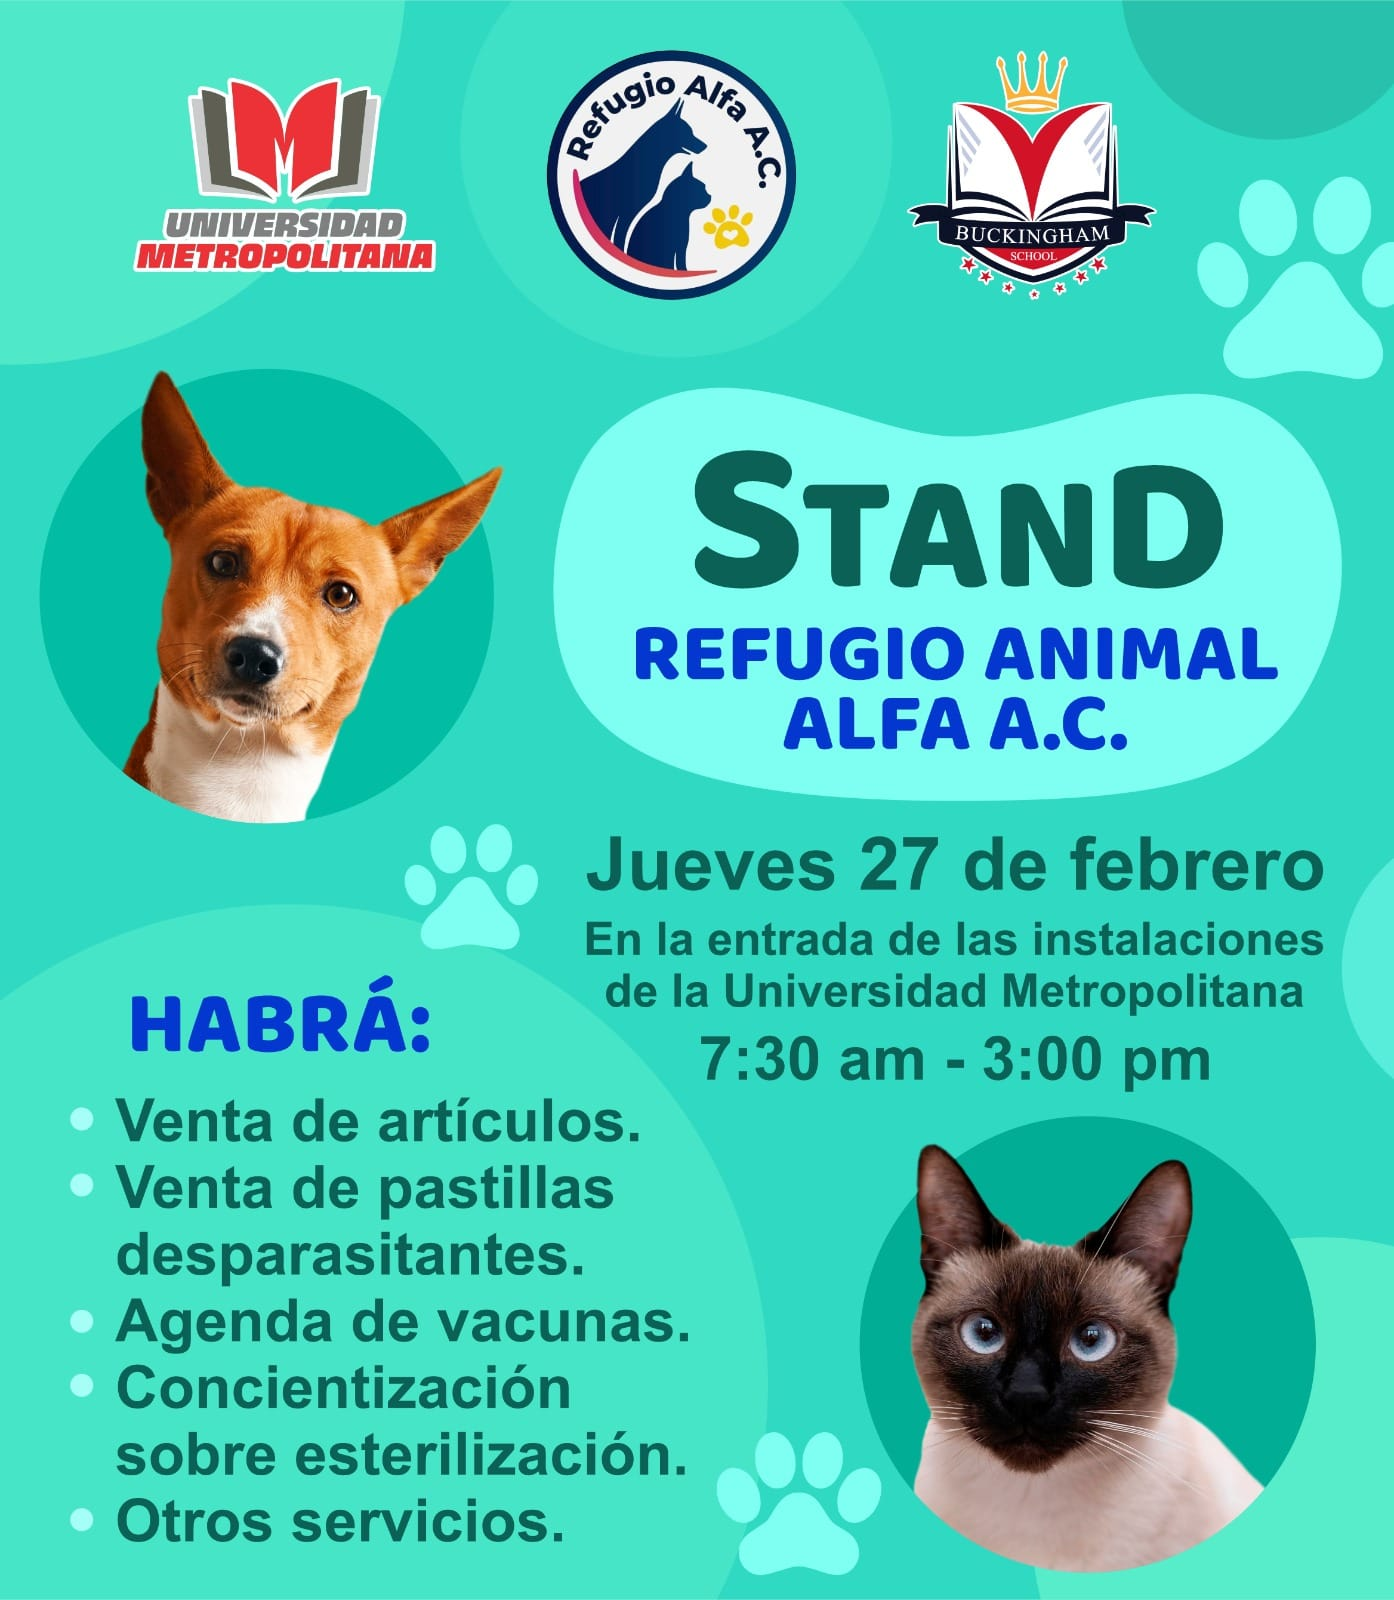 UNIVERSIDAD
METROPOLITANA
Refugio Alfa A.C.
BUCKINGHAM
SCHOOL
STAND
REFUGIO ANIMAL
ALFA A.C.
Jueves 27 de febrero
En la entrada de las instalaciones
de la Universidad Metropolitana
7:30 am - 3:00 pm
HABRÁ:
• Venta de artículos.
• Venta de pastillas
desparasitantes.
• Agenda de vacunas.
• Concientización
sobre esterilización.
• Otros servicios.